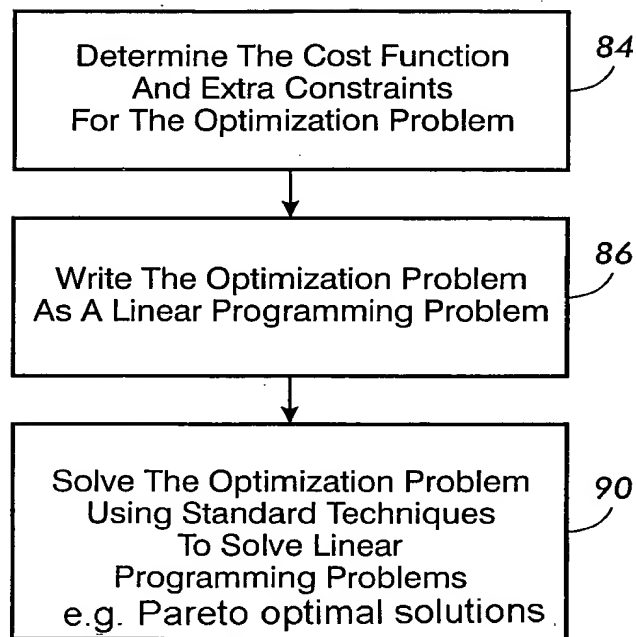 Determine The Cost Function
And Extra Constraints
For The Optimization Problem
84
Write The Optimization Problem
As A Linear Programming Problem
86
Solve The Optimization Problem
Using Standard Techniques
To Solve Linear
Programming Problems
e.g. Pareto optimal solutions
90